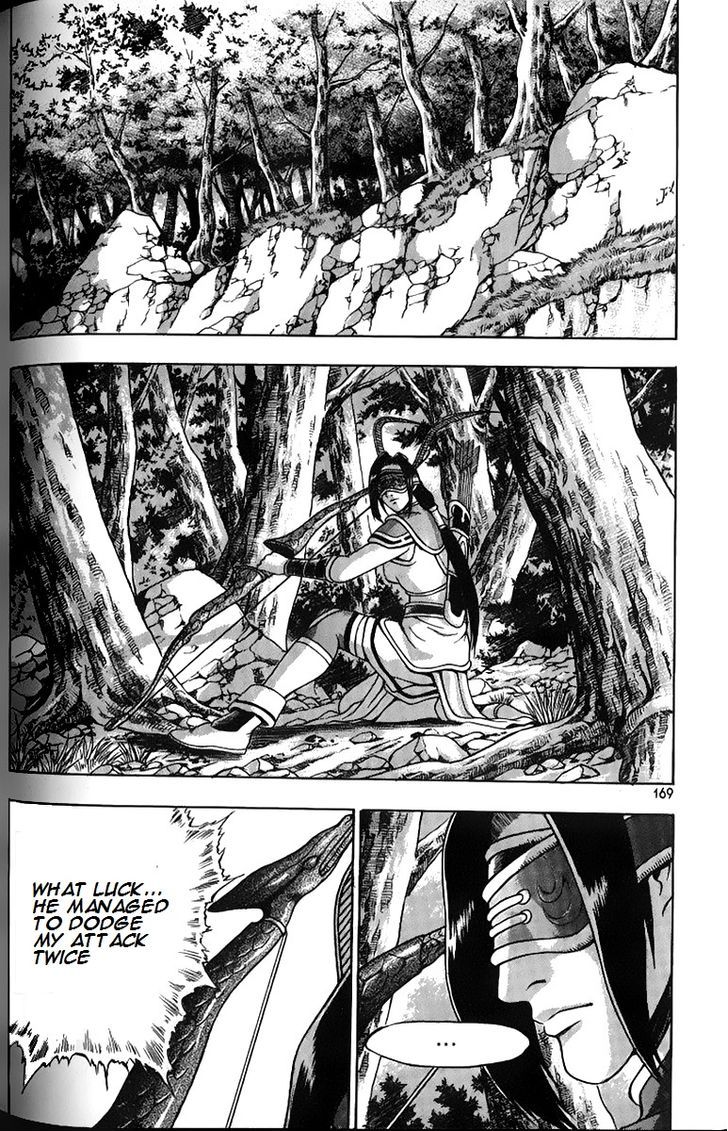 169
WHAT LUCK...
HE MANAGED
TO DODGE
MY ATTACK
TWICE
...